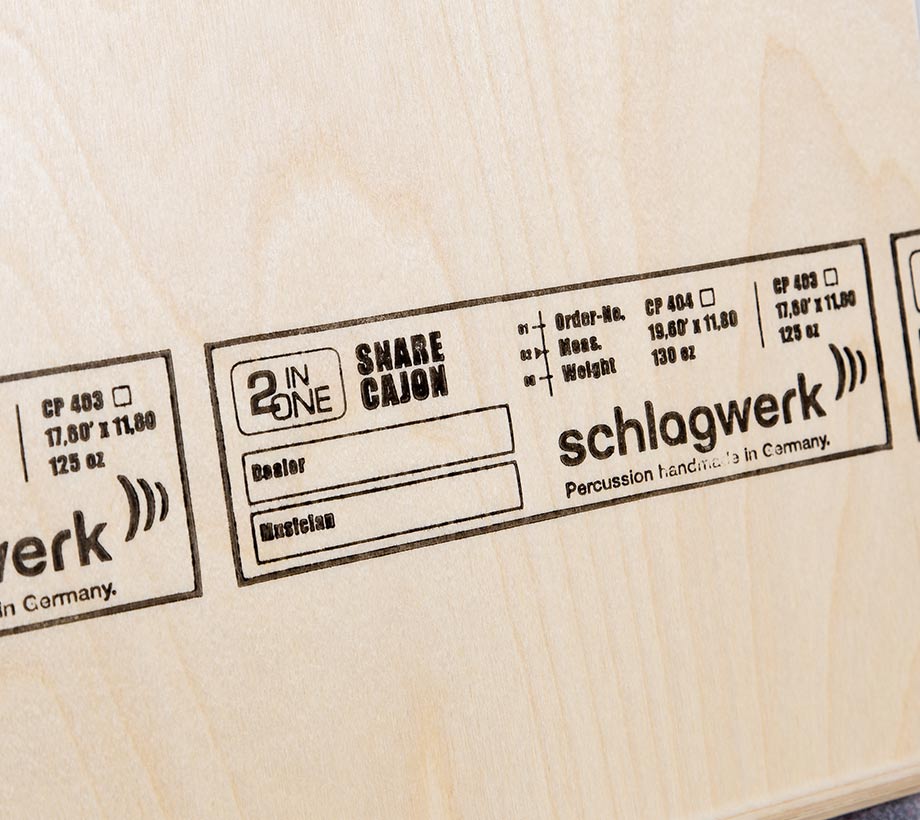 CP 403
17,60' x 11,80
125 oz
werk
in Germany.
2 IN ONE
SNARE
CAJON
Dealer
Musician
01
02
03
Order-No.
Meas.
Weight
CP 404
19,60' x 11,80
130 oz
CP 403
17,60' x 11,80
125 oz
schlagwerk
Percussion handmade in Germany.